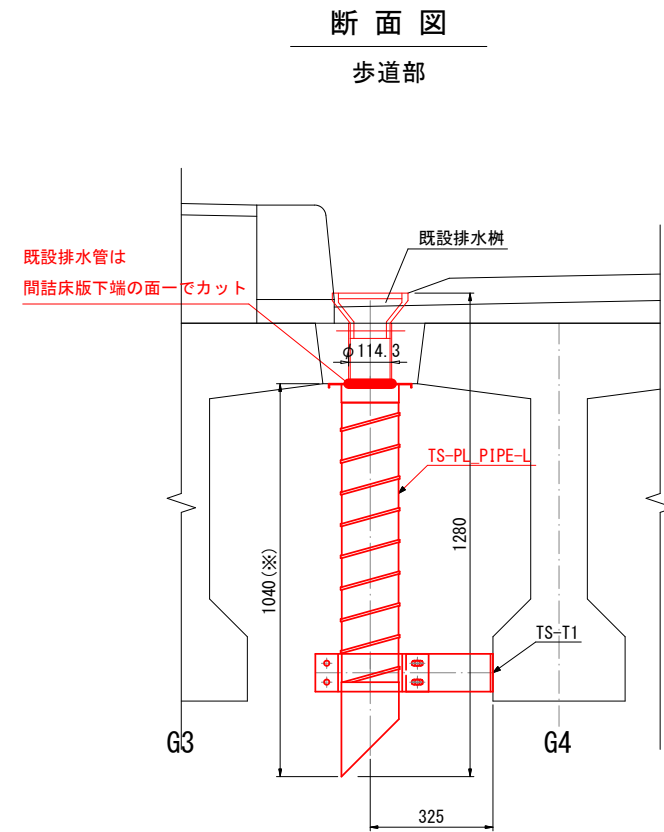 断面図
歩道部
既設排水桝
既設排水管は
間詰床版下端の面一でカット
φ114.3
TS-PL_PIPE-L
1280
1040(※)
TS-T1
G3
G4
325